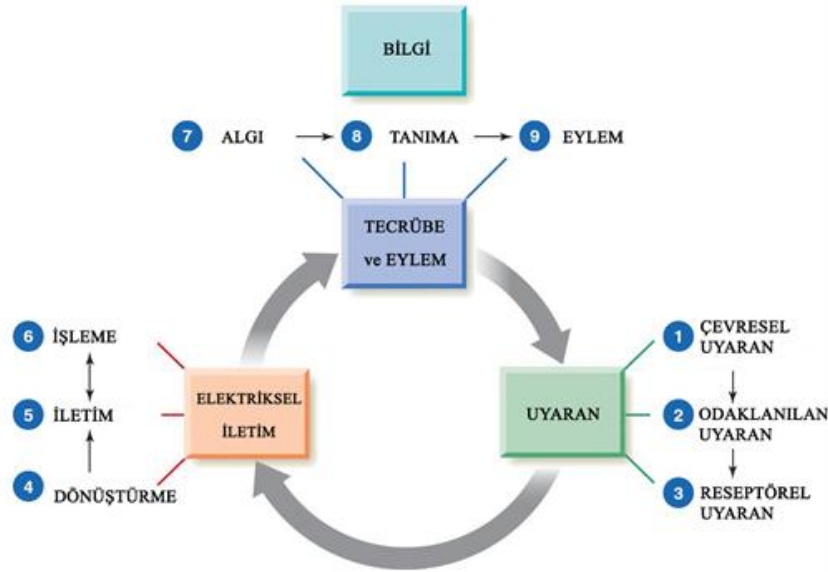 BİLGİ
7 ALGI
8 TANIMA
9 EYLEM
TECRÜBE
ve EYLEM
6 İŞLEME
5 İLETİM
4 DÖNÜŞTÜRME
ELEKTRİKSEL
İLETİM
UYARAN
1 ÇEVRESEL
UYARAN
2 ODAKLANILAN
UYARAN
3 RESEPTÖREL
UYARAN